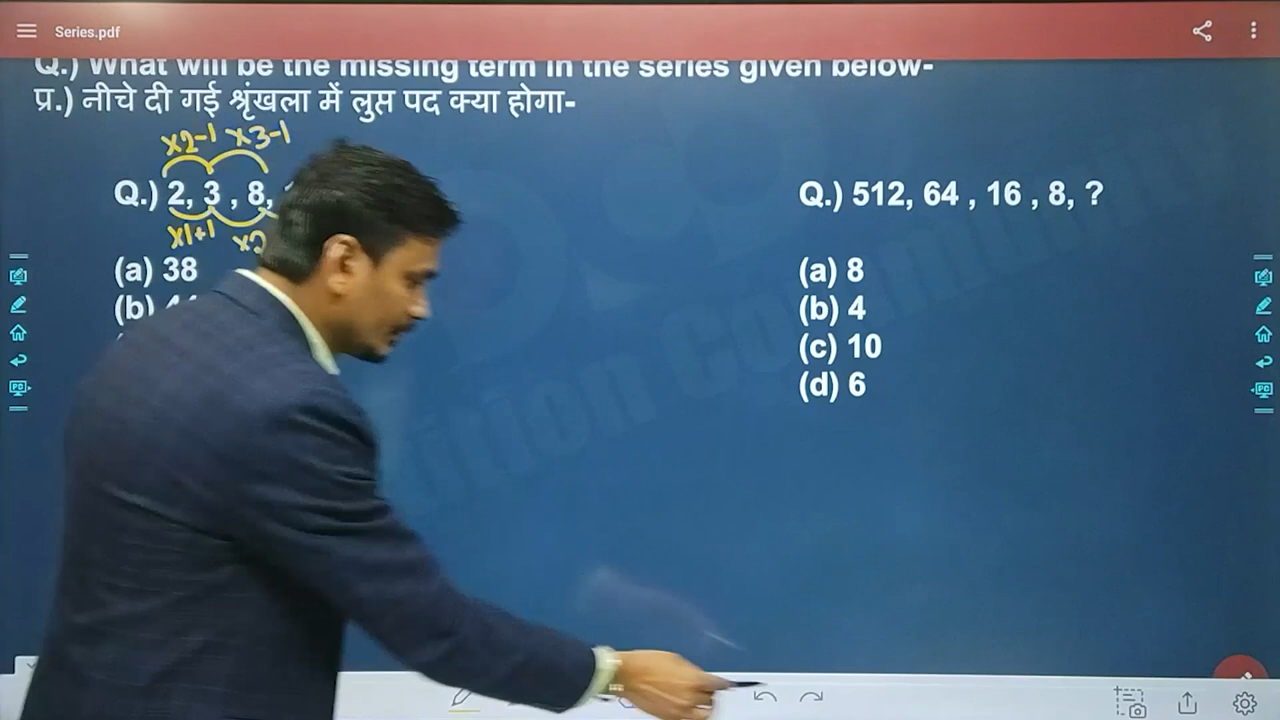 Series.pdf
Q.) What will be the missing term in the series given below-
प्र.) नीचे दी गई श्रृंखला में लुप्त पद क्या होगा-
x2-1 x3-1
Q.) 2, 3 , 8,
x1+1 x2
(a) 38
(b)
Q.) 512, 64 , 16 , 8, ?
(a) 8
(b) 4
(c) 10
(d) 6